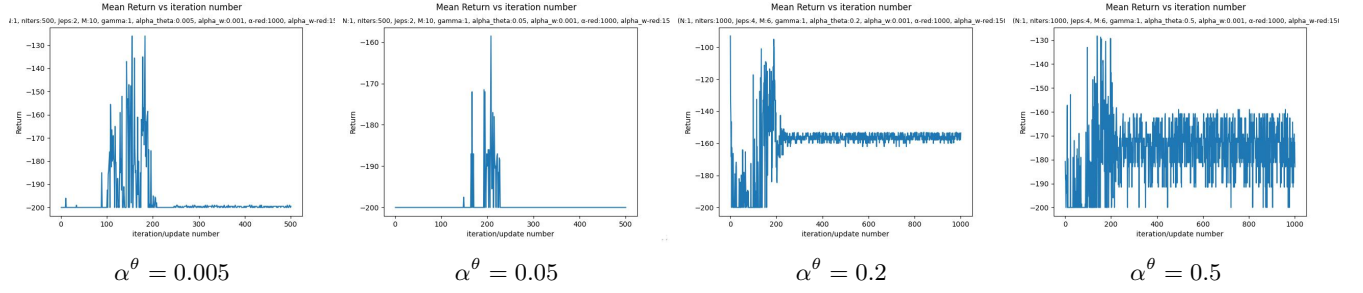 Mean Return vs iteration number
N:1, niters:500, Jeps:2, M:10, gamma:1, alpha_theta:0.005, alpha_w:0.001, α-red:1000, alpha_w-red:15
Return
−130
−140
−150
−160
−170
−180
−190
−200
0 100 200 300 400 500
iteration/update number
α^θ = 0.005
Mean Return vs iteration number
N:1, niters:500, Jeps:2, M:10, gamma:1, alpha_theta:0.05, alpha_w:0.001, α-red:1000, alpha_w-red:15
Return
−160
−170
−180
−190
−200
0 100 200 300 400 500
iteration/update number
α^θ = 0.05
Mean Return vs iteration number
(N:1, niters:1000, Jeps:4, M:6, gamma:1, alpha_theta:0.2, alpha_w:0.001, α-red:1000, alpha_w-red:15
Return
−100
−120
−140
−160
−180
−200
0 200 400 600 800 1000
iteration/update number
α^θ = 0.2
Mean Return vs iteration number
(N:1, niters:1000, Jeps:4, M:6, gamma:1, alpha_theta:0.5, alpha_w:0.001, α-red:1000, alpha_w-red:15
Return
−130
−140
−150
−160
−170
−180
−190
−200
0 200 400 600 800 1000
iteration/update number
α^θ = 0.5